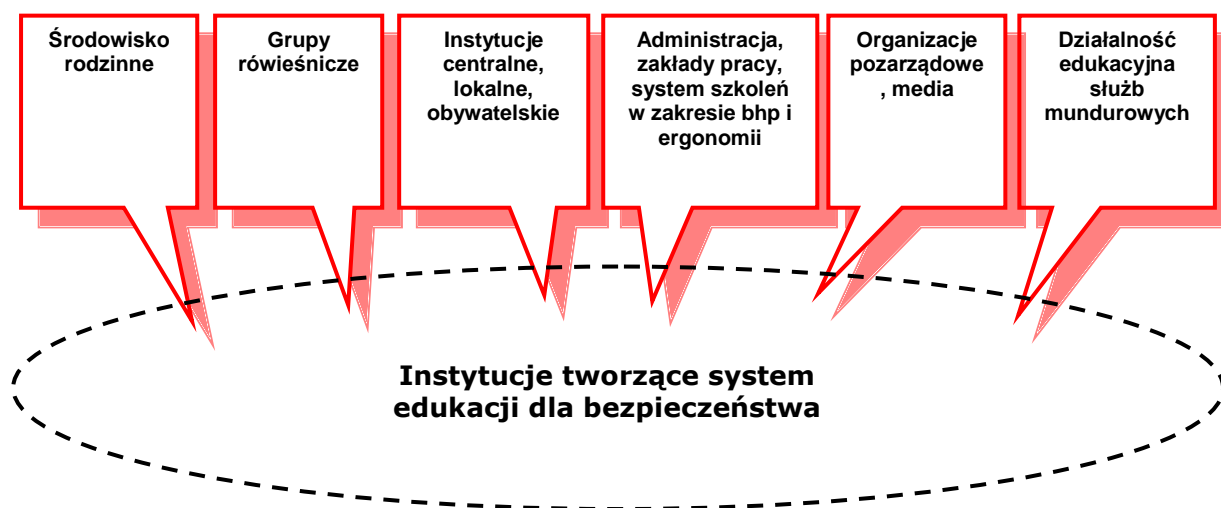 Środowisko
rodzinne
Grupy
rówieśnicze
Instytucje
centralne,
lokalne,
obywatelskie
Administracja,
zakłady pracy,
system szkoleń
w zakresie bhp i
ergonomii
Organizacje
pozarządowe
, media
Działalność
edukacyjna
służb
mundurowych
Instytucje tworzące system
edukacji dla bezpieczeństwa